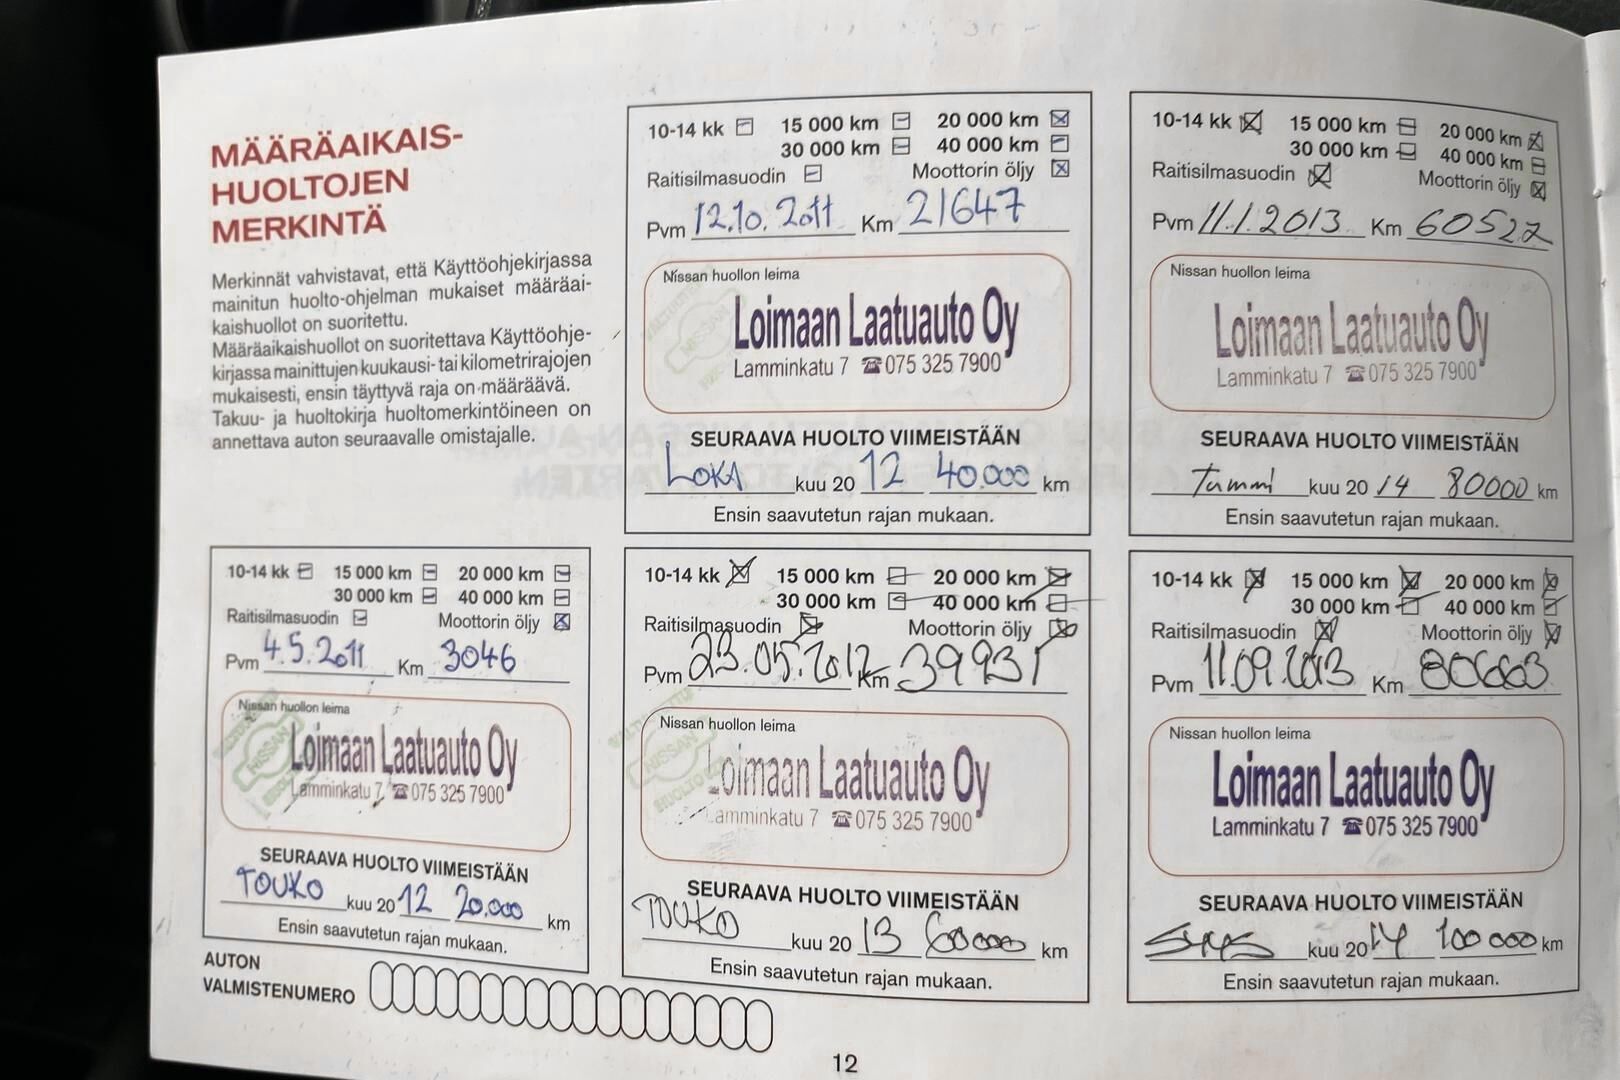 MÄÄRÄAIKAIS-
HUOLTOJEN
MERKINTÄ
Merkinnät vahvistavat, että Käyttöohjekirjassa
mainitun huolto-ohjelman mukaiset määräai-
kaishuollot on suoritettu.
Määräaikaishuollot on suoritettava Käyttöohje-
kirjassa mainittujen kuukausi- tai kilometrirajojen
mukaisesti, ensin täyttyvä raja on määräävä.
Takuu- ja huoltokirja huoltomerkintöineen on
annettava auton seuraavalle omistajalle.
10-14 kk 15 000 km 20 000 km
30 000 km 40 000 km
Raitisilmasuodin Moottorin öljy
Pvm 4.5.2011 Km 3046
Nissan huollon leima
NISSAN
Loimaan Laatuauto Oy
Lamminkatu 7 ☎075 325 7900
SEURAAVA HUOLTO VIIMEISTÄÄN
TOUKO kuu 20 12 20.000 km
Ensin saavutetun rajan mukaan.
AUTON
VALMISTENUMERO
10-14 kk 15 000 km 20 000 km
30 000 km 40 000 km
Raitisilmasuodin Moottorin öljy
Pvm 12.10.2011 Km 21647
Nissan huollon leima
NISSAN
Loimaan Laatuauto Oy
Lamminkatu 7 ☎075 325 7900
SEURAAVA HUOLTO VIIMEISTÄÄN
LOKA kuu 20 12 40.000 km
Ensin saavutetun rajan mukaan.
10-14 kk 15 000 km 20 000 km
30 000 km 40 000 km
Raitisilmasuodin Moottorin öljy
Pvm 23.05.2012 Km 39931
Nissan huollon leima
NISSAN
Loimaan Laatuauto Oy
Lamminkatu 7 ☎075 325 7900
SEURAAVA HUOLTO VIIMEISTÄÄN
TOUKO kuu 20 13 60000 km
Ensin saavutetun rajan mukaan.
10-14 kk 15 000 km 20 000 km
30 000 km 40 000 km
Raitisilmasuodin Moottorin öljy
Pvm 11.1.2013 Km 60527
Nissan huollon leima
Loimaan Laatuauto Oy
Lamminkatu 7 ☎075 325 7900
SEURAAVA HUOLTO VIIMEISTÄÄN
Tammi kuu 20 14 80000 km
Ensin saavutetun rajan mukaan.
10-14 kk 15 000 km 20 000 km
30 000 km 40 000 km
Raitisilmasuodin Moottorin öljy
Pvm 11.09.2013 Km 80663
Nissan huollon leima
Loimaan Laatuauto Oy
Lamminkatu 7 ☎075 325 7900
SEURAAVA HUOLTO VIIMEISTÄÄN
SYYS kuu 20 14 100 000 km
Ensin saavutetun rajan mukaan.
12